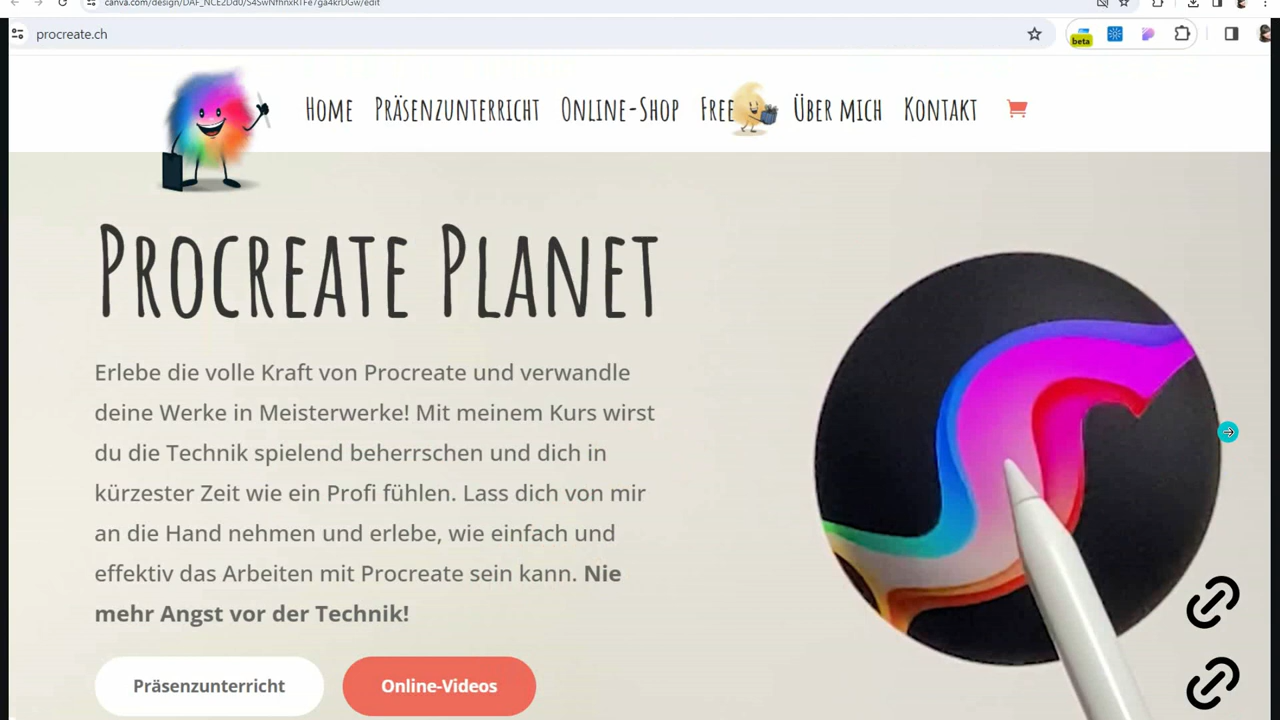 procreate.ch
beta
HOME PRÄSENZUNTERRICHT ONLINE-SHOP FREE ÜBER MICH KONTAKT
PROCREATE PLANET
Erlebe die volle Kraft von Procreate und verwandle
deine Werke in Meisterwerke! Mit meinem Kurs wirst
du die Technik spielend beherrschen und dich in
kürzester Zeit wie ein Profi fühlen. Lass dich von mir
an die Hand nehmen und erlebe, wie einfach und
effektiv das Arbeiten mit Procreate sein kann. Nie
mehr Angst vor der Technik!
Präsenzunterricht Online-Videos